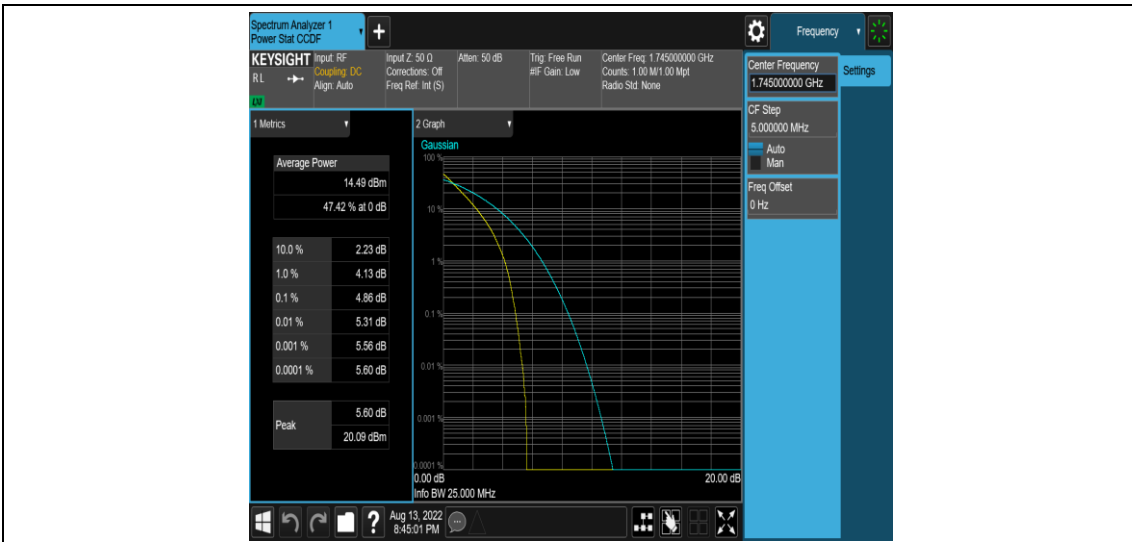 Spectrum Analyzer 1
Power Stat CCDF
+
Frequency
KEYSIGHT
RL
LXI
Input: RF
Coupling: DC
Align: Auto
Input Z: 50 Ω
Corrections: Off
Freq Ref: Int (S)
Atten: 50 dB
Trig: Free Run
#IF Gain: Low
Center Freq: 1.745000000 GHz
Counts: 1.00 M/1.00 Mpt
Radio Std: None
Center Frequency
1.745000000 GHz
Settings
CF Step
5.000000 MHz
Auto
Man
Freq Offset
0 Hz
1 Metrics
Average Power
14.49 dBm
47.42 % at 0 dB
10.0 % 2.23 dB
1.0 % 4.13 dB
0.1 % 4.86 dB
0.01 % 5.31 dB
0.001 % 5.56 dB
0.0001 % 5.60 dB
Peak
5.60 dB
20.09 dBm
2 Graph
Gaussian
100 %
10 %
1 %
0.1 %
0.01 %
0.001 %
0.0001 %
0.00 dB 20.00 dB
Info BW 25.000 MHz
?
Aug 13, 2022
8:45:01 PM